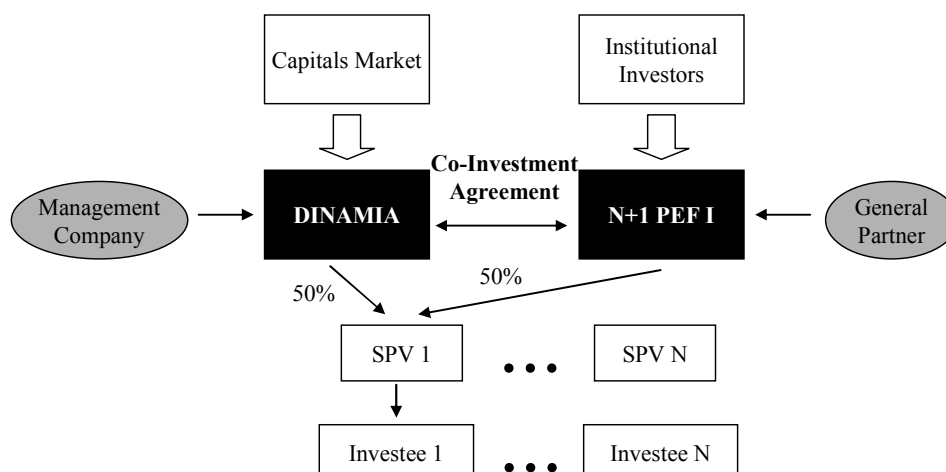 Capitals Market
Institutional
Investors
Co-Investment
Agreement
Management
Company
DINAMIA
N+1 PEF I
General
Partner
50%
50%
SPV 1
• • •
SPV N
Investee 1
• • •
Investee N